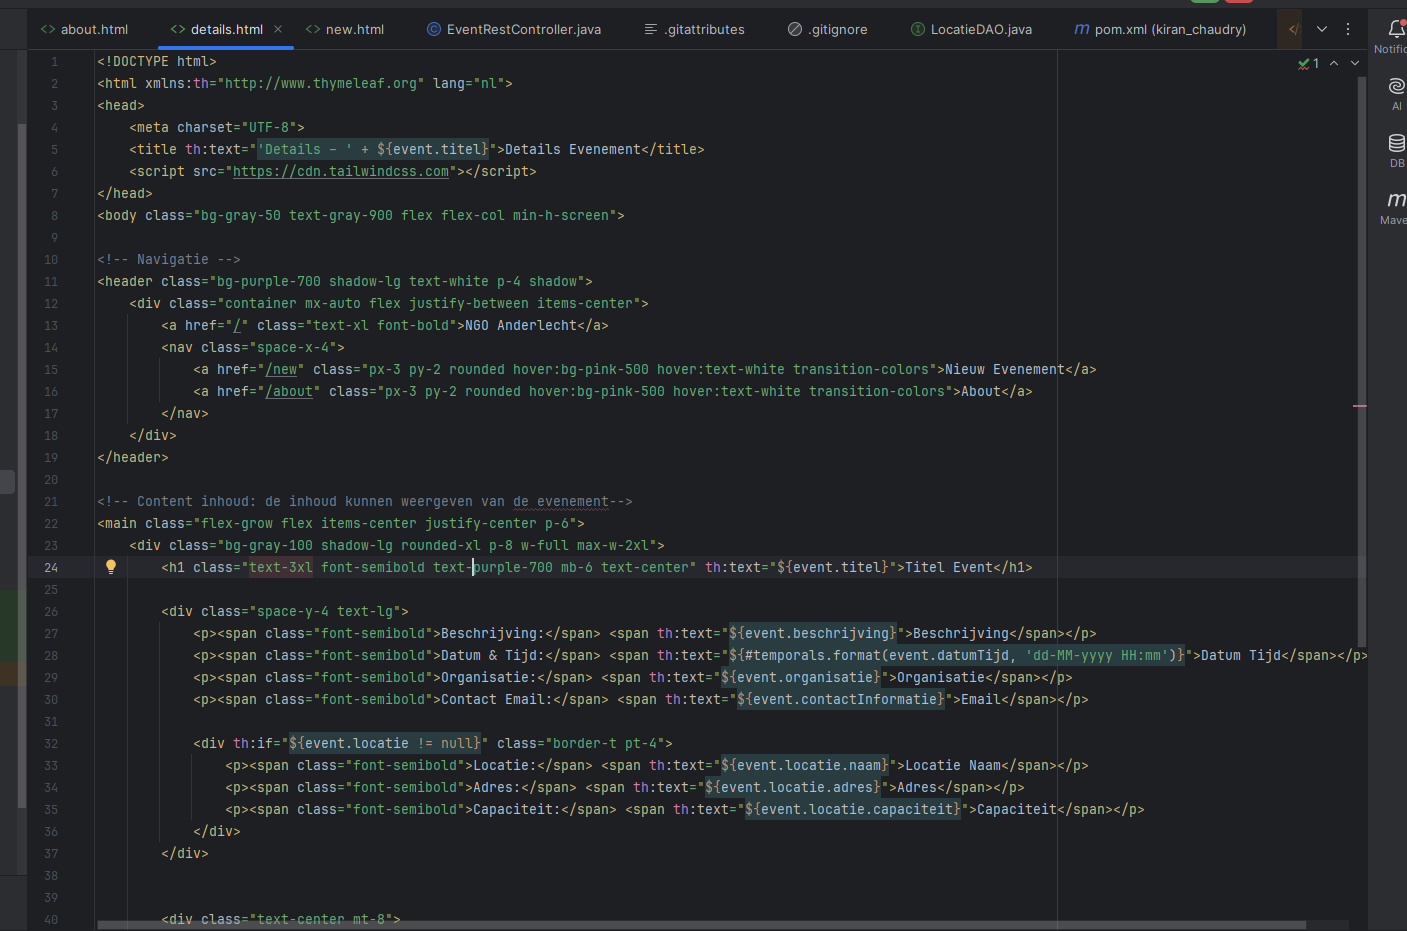 about.html details.html new.html EventRestController.java .gitattributes .gitignore LocatieDAO.java pom.xml (kiran_chaudry)
1 <!DOCTYPE html>
2 <html xmlns:th="http://www.thymeleaf.org" lang="nl">
3 <head>
4 <meta charset="UTF-8">
5 <title th:text="'Details - ' + ${event.titel}">Details Evenement</title>
6 <script src="https://cdn.tailwindcss.com"></script>
7 </head>
8 <body class="bg-gray-50 text-gray-900 flex flex-col min-h-screen">
9
10 <!-- Navigatie -->
11 <header class="bg-purple-700 shadow-lg text-white p-4 shadow">
12 <div class="container mx-auto flex justify-between items-center">
13 <a href="/" class="text-xl font-bold">NGO Anderlecht</a>
14 <nav class="space-x-4">
15 <a href="/new" class="px-3 py-2 rounded hover:bg-pink-500 hover:text-white transition-colors">Nieuw Evenement</a>
16 <a href="/about" class="px-3 py-2 rounded hover:bg-pink-500 hover:text-white transition-colors">About</a>
17 </nav>
18 </div>
19 </header>
20
21 <!-- Content inhoud: de inhoud kunnen weergeven van de evenement-->
22 <main class="flex-grow flex items-center justify-center p-6">
23 <div class="bg-gray-100 shadow-lg rounded-xl p-8 w-full max-w-2xl">
24 <h1 class="text-3xl font-semibold text-purple-700 mb-6 text-center" th:text="${event.titel}">Titel Event</h1>
25
26 <div class="space-y-4 text-lg">
27 <p><span class="font-semibold">Beschrijving:</span> <span th:text="${event.beschrijving}">Beschrijving</span></p>
28 <p><span class="font-semibold">Datum & Tijd:</span> <span th:text="${#temporals.format(event.datumTijd, 'dd-MM-yyyy HH:mm')}">Datum Tijd</span></p>
29 <p><span class="font-semibold">Organisatie:</span> <span th:text="${event.organisatie}">Organisatie</span></p>
30 <p><span class="font-semibold">Contact Email:</span> <span th:text="${event.contactInformatie}">Email</span></p>
31
32 <div th:if="${event.locatie != null}" class="border-t pt-4">
33 <p><span class="font-semibold">Locatie:</span> <span th:text="${event.locatie.naam}">Locatie Naam</span></p>
34 <p><span class="font-semibold">Adres:</span> <span th:text="${event.locatie.adres}">Adres</span></p>
35 <p><span class="font-semibold">Capaciteit:</span> <span th:text="${event.locatie.capaciteit}">Capaciteit</span></p>
36 </div>
37 </div>
38
39
40 <div class="text-center mt-8">
1
Notific
AI
DB
Mave